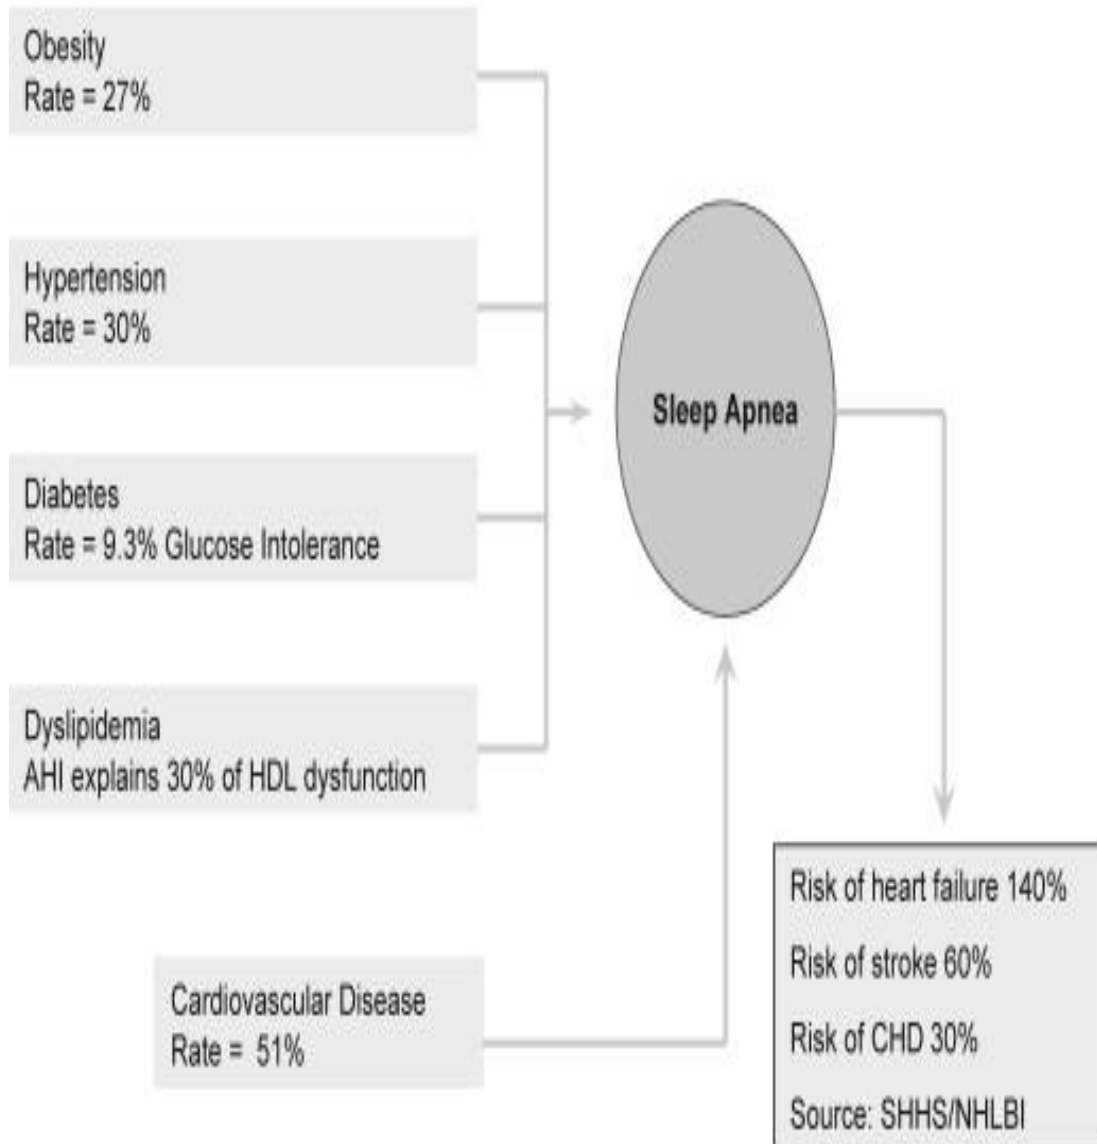 Obesity
Rate = 27%
Hypertension
Rate = 30%
Diabetes
Rate = 9.3% Glucose Intolerance
Dyslipidemia
AHI explains 30% of HDL dysfunction
Sleep Apnea
Cardiovascular Disease
Rate = 51%
Risk of heart failure 140%
Risk of stroke 60%
Risk of CHD 30%
Source: SHHS/NHLBI